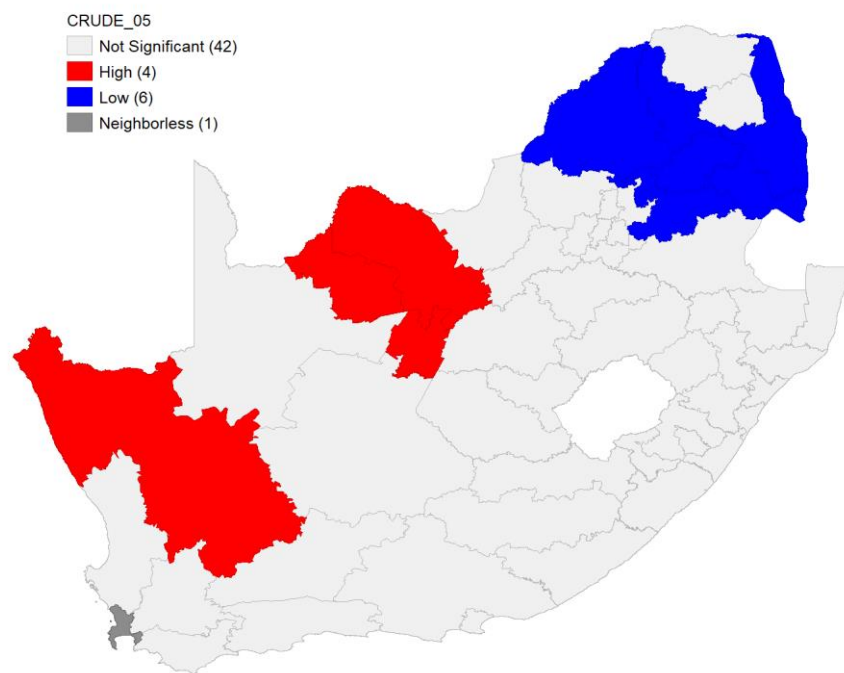 CRUDE_05
Not Significant (42)
High (4)
Low (6)
Neighborless (1)